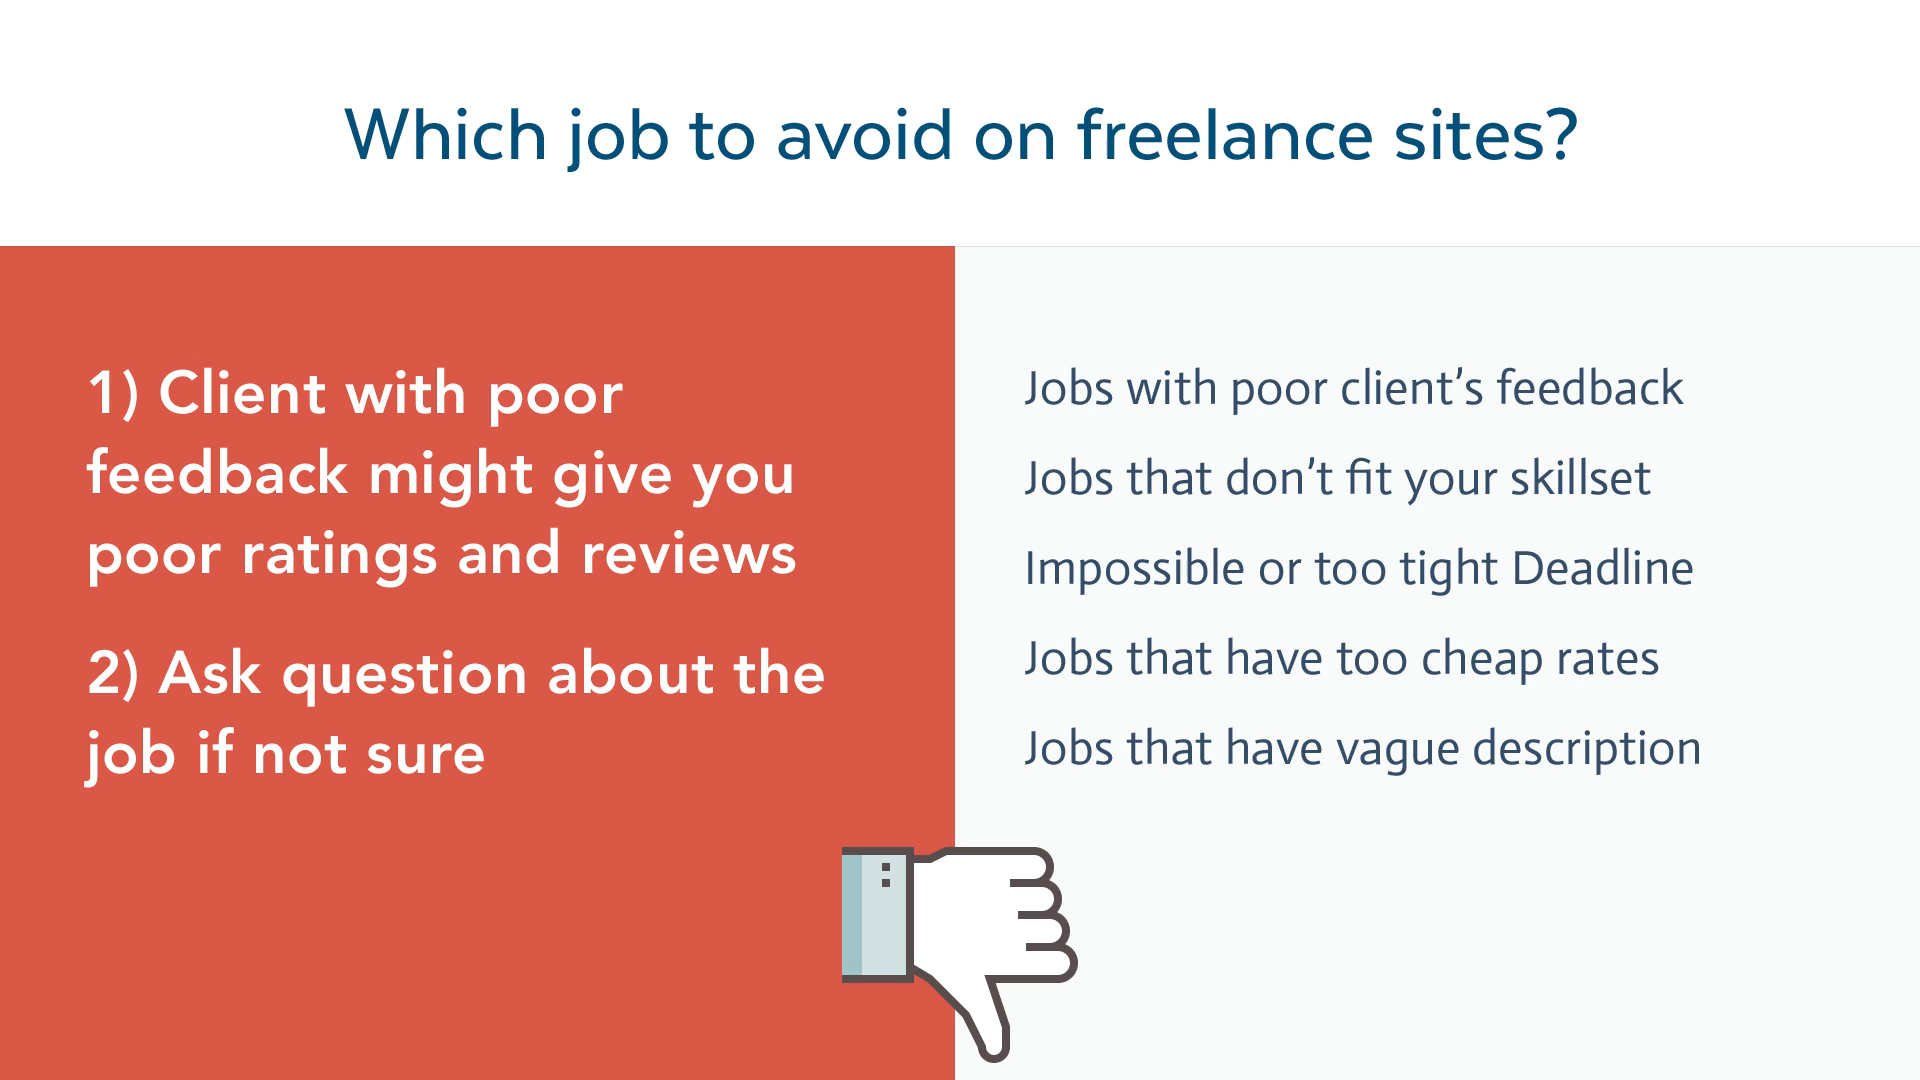 Which job to avoid on freelance sites?
1) Client with poor
feedback might give you
poor ratings and reviews
2) Ask question about the
job if not sure
Jobs with poor client’s feedback
Jobs that don’t fit your skillset
Impossible or too tight Deadline
Jobs that have too cheap rates
Jobs that have vague description